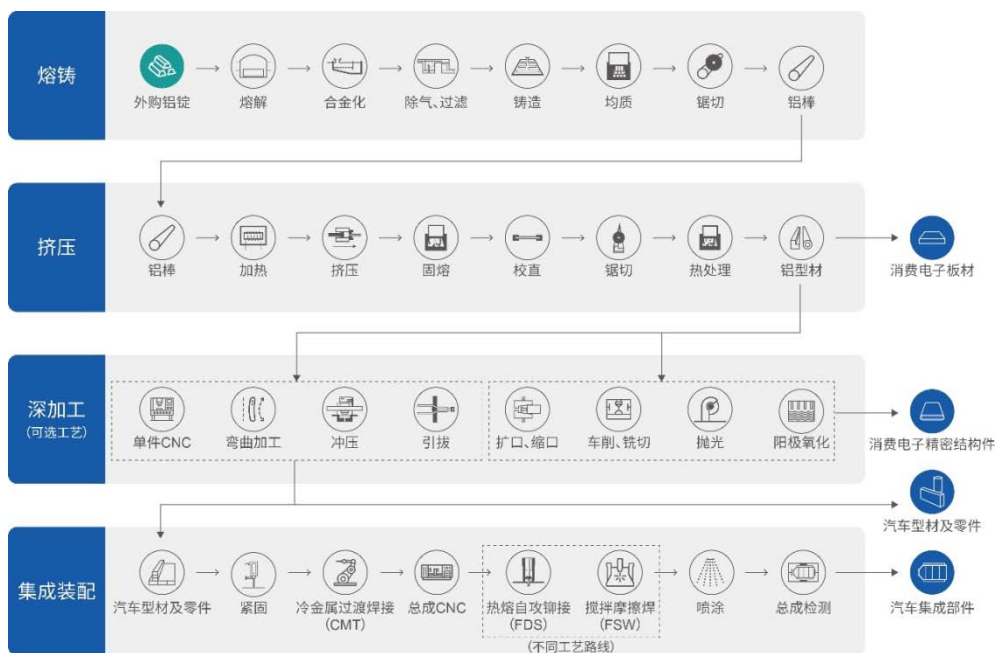 熔铸
外购铝锭
熔解
合金化
除气、过滤
铸造
均质
锯切
铝棒
挤压
铝棒
加热
挤压
固熔
校直
锯切
热处理
铝型材
消费电子板材
深加工
(可选工艺)
单件CNC
弯曲加工
冲压
引拔
扩口、缩口
车削、铣切
抛光
阳极氧化
消费电子精密结构件
汽车型材及零件
集成装配
汽车型材及零件
紧固
冷金属过渡焊接
(CMT)
总成CNC
热熔自攻铆接
(FDS)
搅拌摩擦焊
(FSW)
(不同工艺路线)
喷涂
总成检测
汽车集成部件